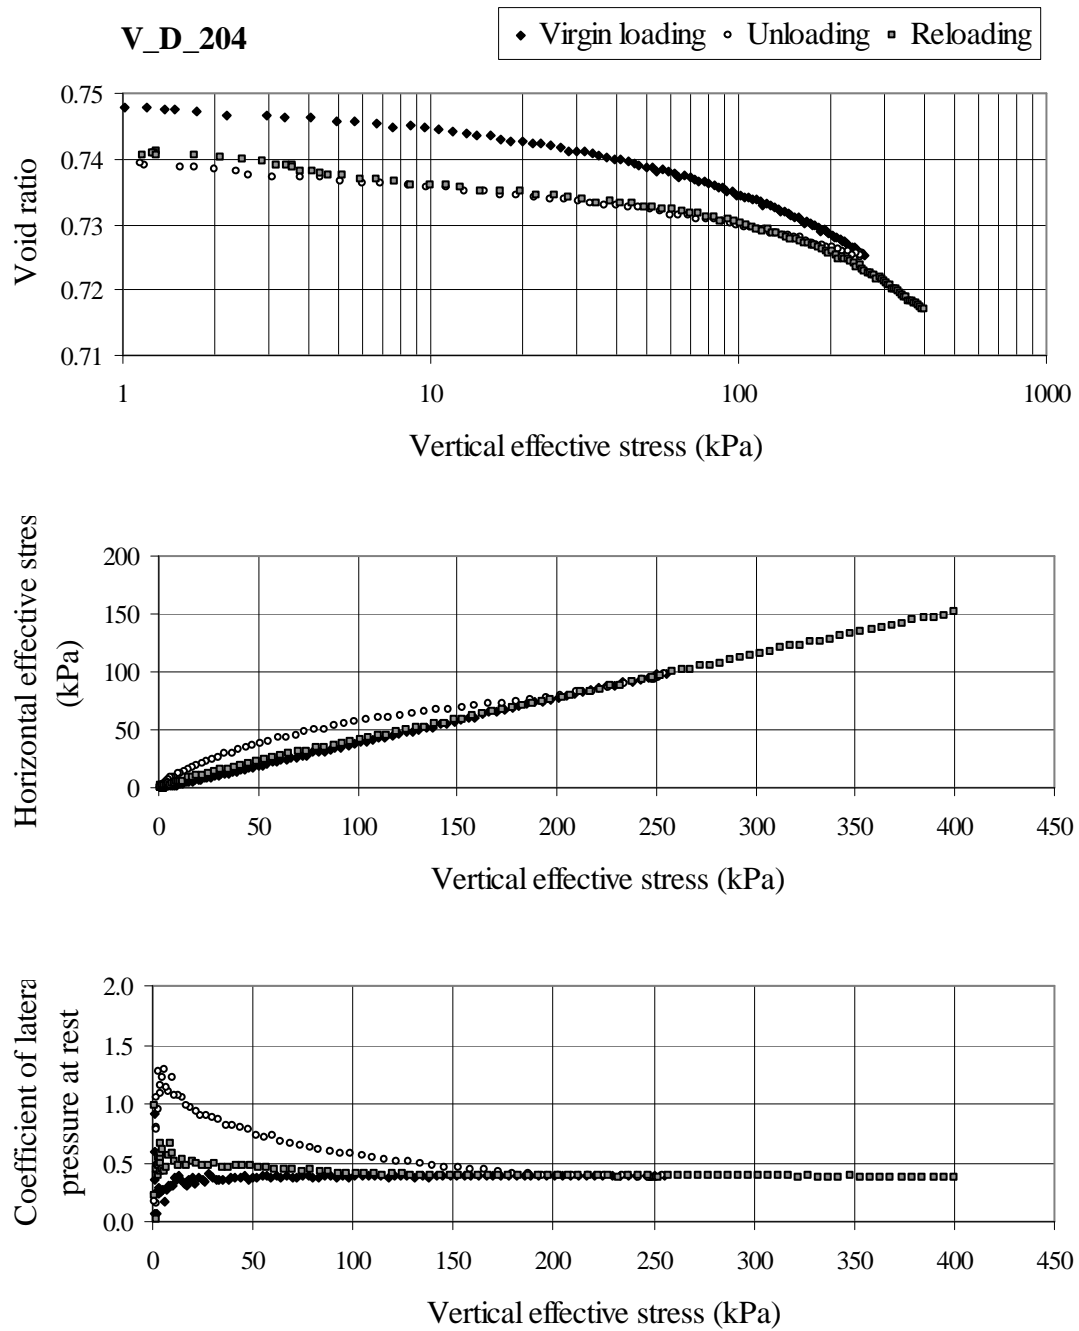 V_D_204
Virgin loading Unloading Reloading
Void ratio
0.75
0.74
0.73
0.72
0.71
1 10 100 1000
Vertical effective stress (kPa)
Horizontal effective stres
(kPa)
200
150
100
50
0
0 50 100 150 200 250 300 350 400 450
Vertical effective stress (kPa)
Coefficient of latera
pressure at rest
2.0
1.5
1.0
0.5
0.0
0 50 100 150 200 250 300 350 400 450
Vertical effective stress (kPa)